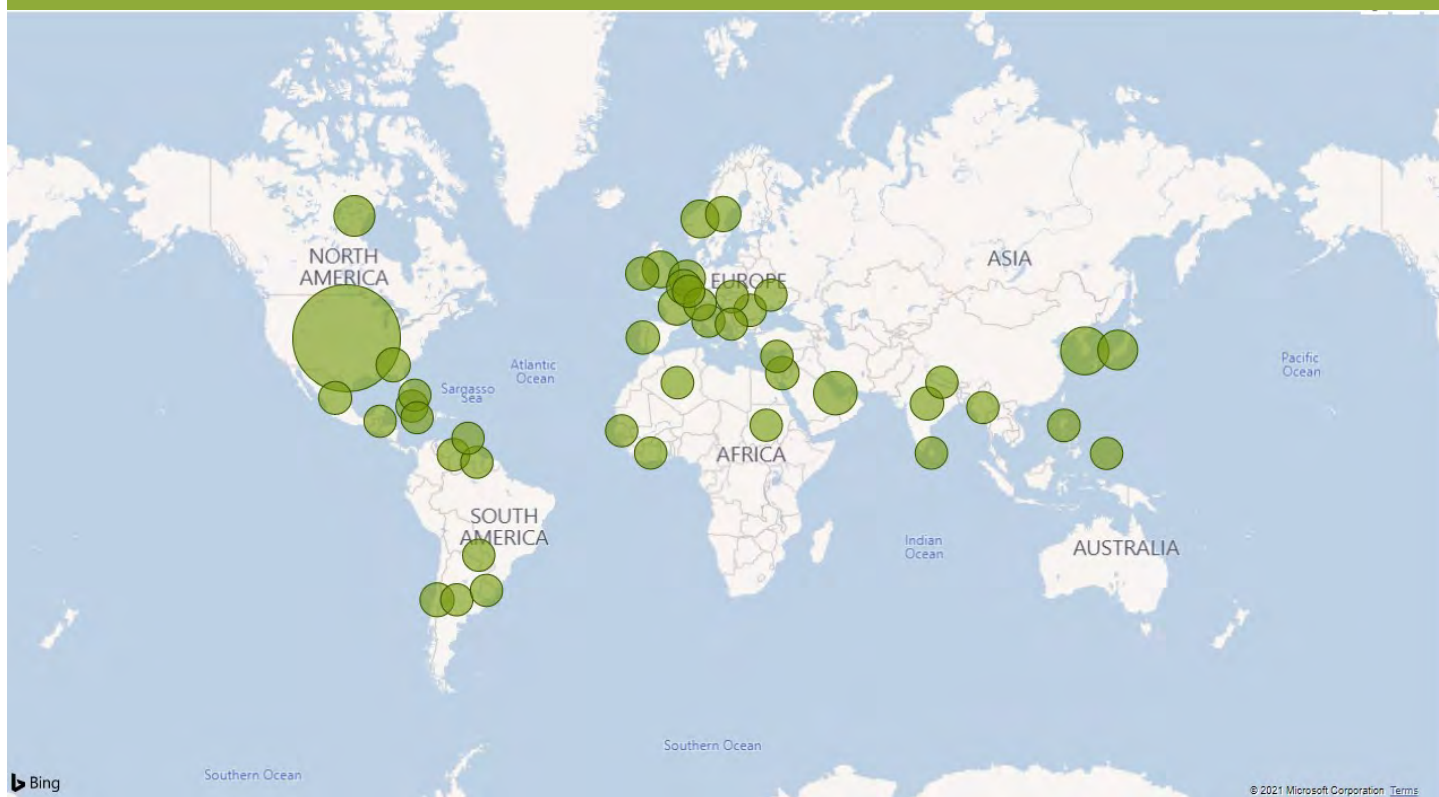 NORTH
AMERICA
EUROPE
ASIA
Atlantic
Ocean
Sargasso
Sea
Pacific
Ocean
AFRICA
SOUTH
AMERICA
Indian
Ocean
AUSTRALIA
Southern Ocean
Southern Ocean
Bing
© 2021 Microsoft Corporation Terms